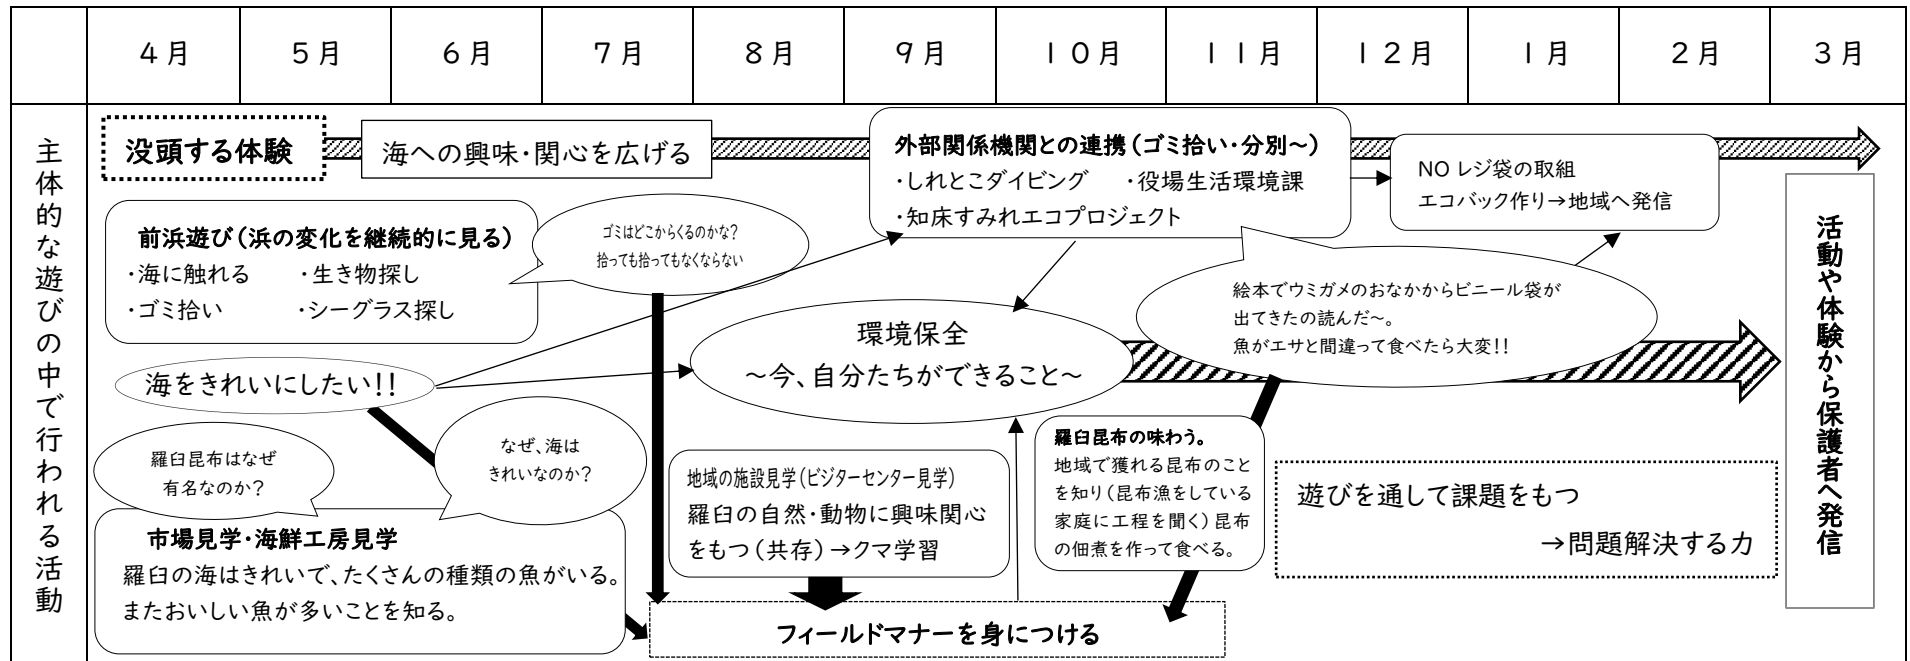 4月 5月 6月 7月 8月 9月 10月 11月 12月 1月 2月 3月
主体的な遊びの中で行われる活動
没頭する体験
海への興味・関心を広げる
外部関係機関との連携(ゴミ拾い・分別～)
・しれとこダイビング ・役場生活環境課
・知床すみれエコプロジェクト
NO レジ袋の取組
エコバック作り→地域へ発信
前浜遊び(浜の変化を継続的に見る)
・海に触れる ・生き物探し
・ゴミ拾い ・シーグラス探し
ゴミはどこからくるのかな?
拾っても拾ってもなくならない
絵本でウミガメのおなかからビニール袋が
出てきたの読んだ～。
魚がエサと間違って食べたら大変!!
環境保全
～今、自分たちができること～
海をきれいにしたい!!
羅臼昆布はなぜ
有名なのか?
なぜ、海は
きれいなのか?
市場見学・海鮮工房見学
羅臼の海はきれいで、たくさんの種類の魚がいる。
またおいしい魚が多いことを知る。
地域の施設見学(ビジターセンター見学)
羅臼の自然・動物に興味関心
をもつ(共存)→クマ学習
羅臼昆布の味わう。
地域で獲れる昆布のこと
を知り(昆布漁をしている
家庭に工程を聞く)昆布
の佃煮を作って食べる。
遊びを通して課題をもつ
→問題解決する力
フィールドマナーを身につける
活動や体験から保護者へ発信